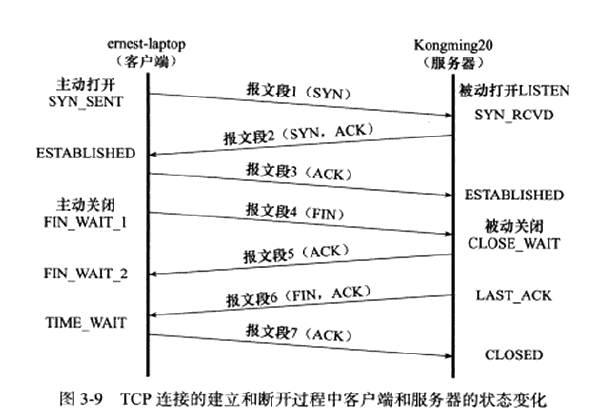 ernest-laptop
（客户端）
Kongming20
（服务器）
主动打开
SYN_SENT
报文段1（SYN）
被动打开LISTEN
SYN_RCVD
报文段2（SYN，ACK）
ESTABLISHED
报文段3（ACK）
ESTABLISHED
主动关闭
FIN_WAIT_1
报文段4（FIN）
被动关闭
CLOSE_WAIT
报文段5（ACK）
FIN_WAIT_2
报文段6（FIN，ACK）
LAST_ACK
TIME_WAIT
报文段7（ACK）
CLOSED
图 3-9 TCP 连接的建立和断开过程中客户端和服务器的状态变化